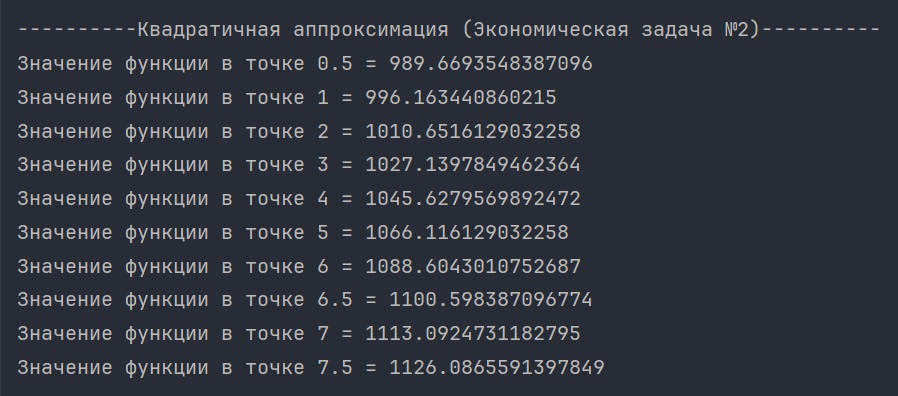 ----------Квадратичная аппроксимация (Экономическая задача №2)----------
Значение функции в точке 0.5 = 989.6693548387096
Значение функции в точке 1 = 996.163440860215
Значение функции в точке 2 = 1010.6516129032258
Значение функции в точке 3 = 1027.1397849462364
Значение функции в точке 4 = 1045.6279569892472
Значение функции в точке 5 = 1066.116129032258
Значение функции в точке 6 = 1088.6043010752687
Значение функции в точке 6.5 = 1100.598387096774
Значение функции в точке 7 = 1113.0924731182795
Значение функции в точке 7.5 = 1126.0865591397849